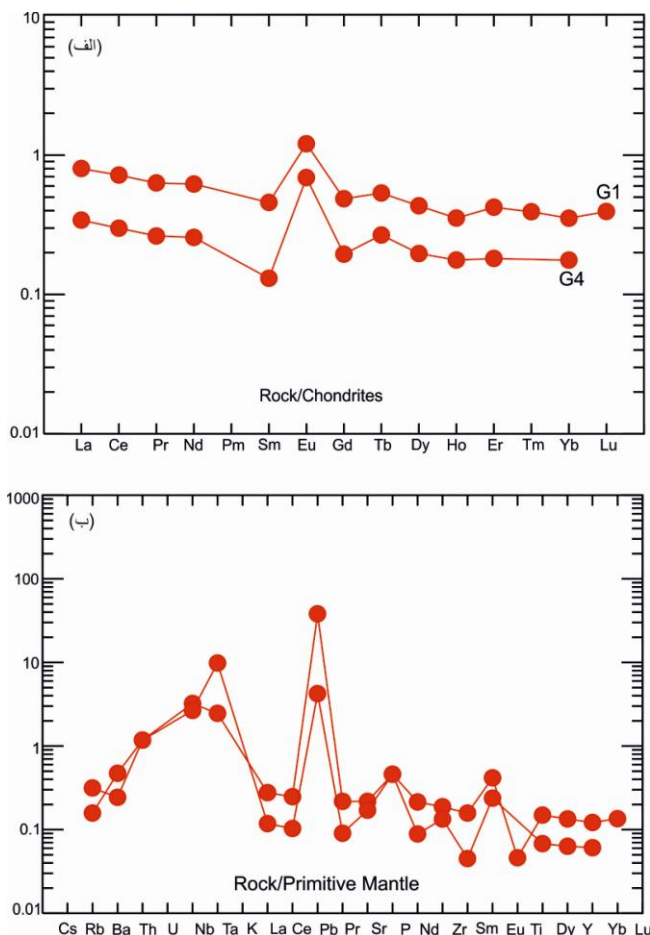 10
(الف)
1
G1
G4
0.1
Rock/Chondrites
0.01
La Ce Pr Nd Pm Sm Eu Gd Tb Dy Ho Er Tm Yb Lu
1000
(ب)
100
10
1
0.1
Rock/Primitive Mantle
0.01
Cs Rb Ba Th U Nb Ta K La Ce Pb Pr Sr P Nd Zr Sm Eu Ti Dy Y Yb Lu